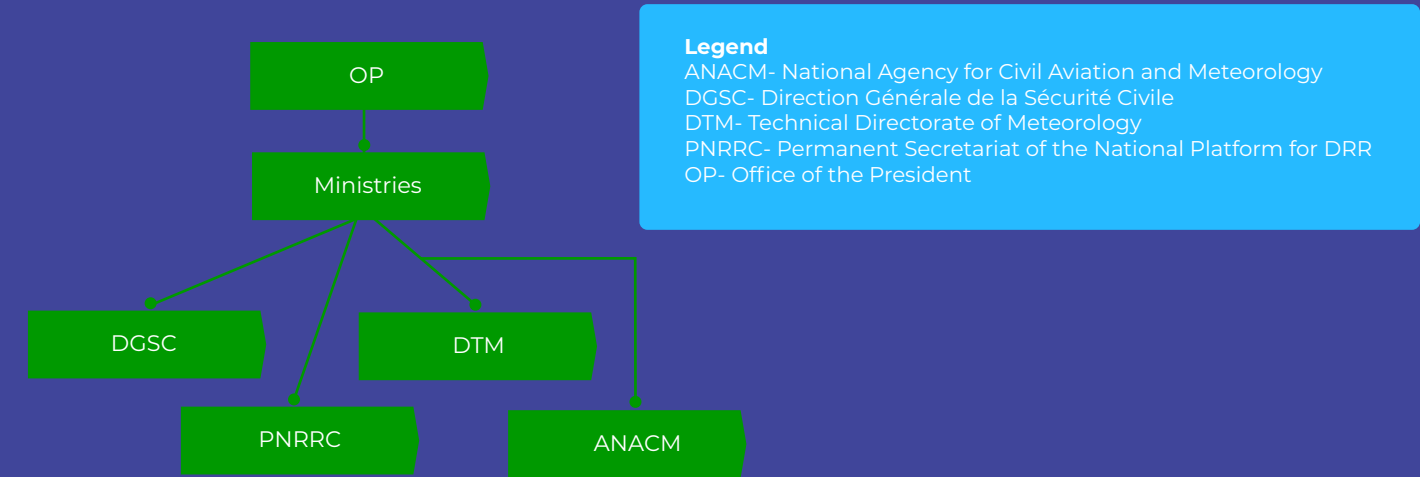 OP
Legend
ANACM- National Agency for Civil Aviation and Meteorology
DGSC- Direction Générale de la Sécurité Civile
DTM- Technical Directorate of Meteorology
PNRRC- Permanent Secretariat of the National Platform for DRR
OP- Office of the President
Ministries
DGSC
DTM
PNRRC
ANACM